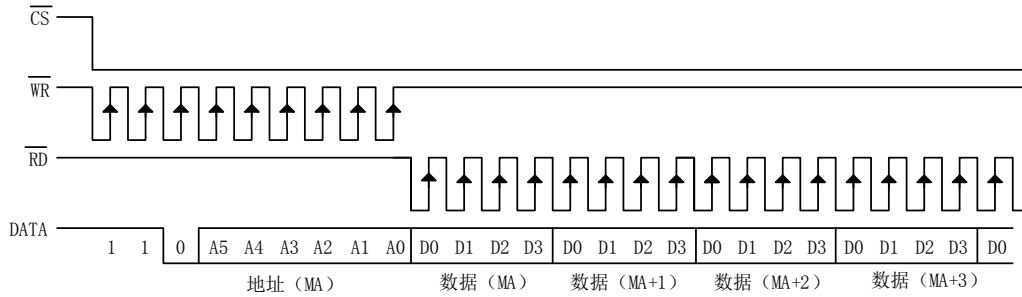 CS
WR
RD
DATA
1 1 0 A5 A4 A3 A2 A1 A0 D0 D1 D2 D3 D0 D1 D2 D3 D0 D1 D2 D3 D0 D1 D2 D3 D0
地址（MA） 数据（MA） 数据（MA+1） 数据（MA+2） 数据（MA+3）